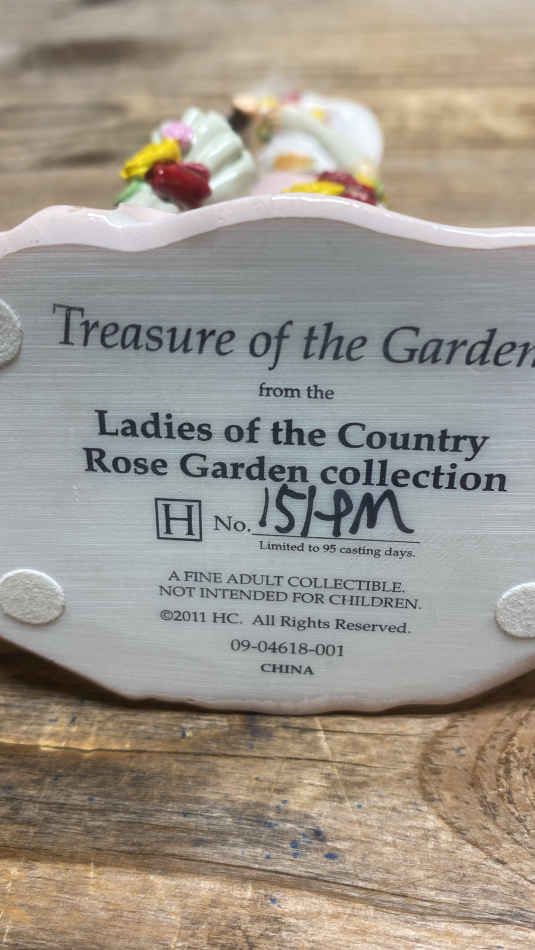 Treasure of the Garden
from the
Ladies of the Country
Rose Garden collection
H No. 151PM
Limited to 95 casting days.
A FINE ADULT COLLECTIBLE.
NOT INTENDED FOR CHILDREN.
©2011 HC. All Rights Reserved.
09-04618-001
CHINA